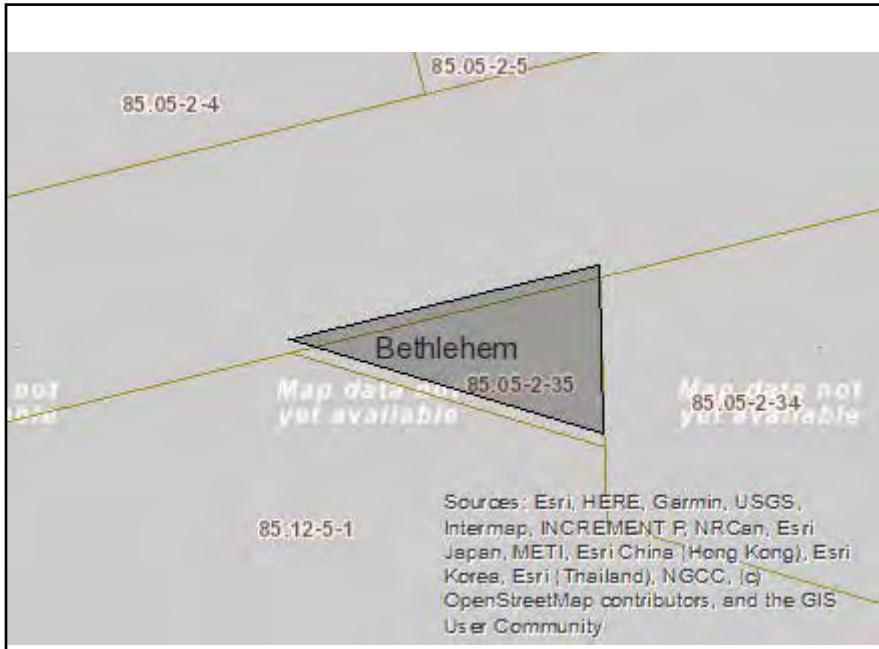 85.05-2-5
85.05-2-4
Bethlehem
85.05-2-35
not
Map data not
yet available
Map data not
yet available
85.05-2-34
85.12-5-1
Sources: Esri, HERE, Garmin, USGS,
Intermap, INCREMENT P, NRCan, Esri
Japan, METI, Esri China (Hong Kong), Esri
Korea, Esri (Thailand), NGCC, (c)
OpenStreetMap contributors, and the GIS
User Community